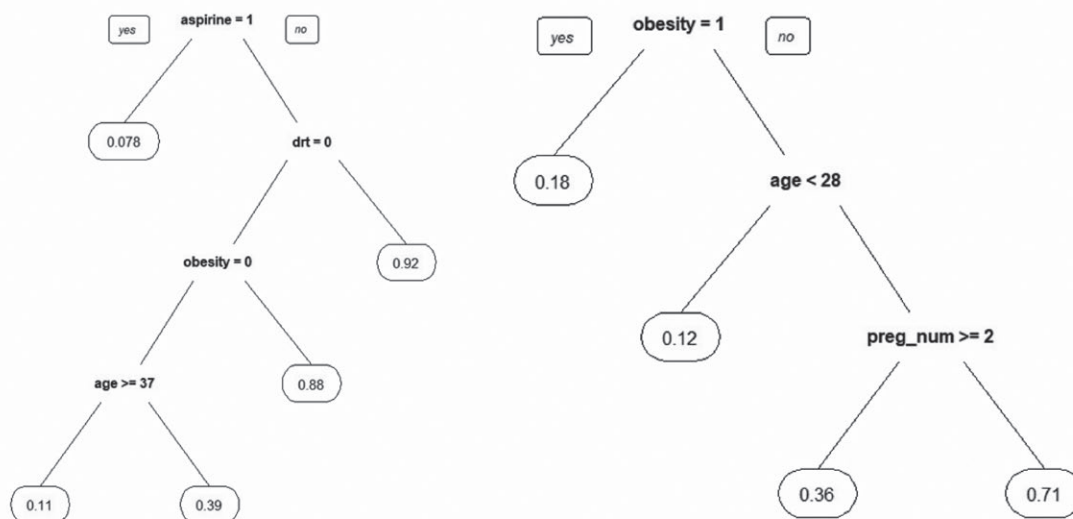 yes
aspirine = 1
no
0.078
drt = 0
obesity = 0
0.92
age >= 37
0.88
0.11
0.39
yes
obesity = 1
no
0.18
age < 28
0.12
preg_num >= 2
0.36
0.71